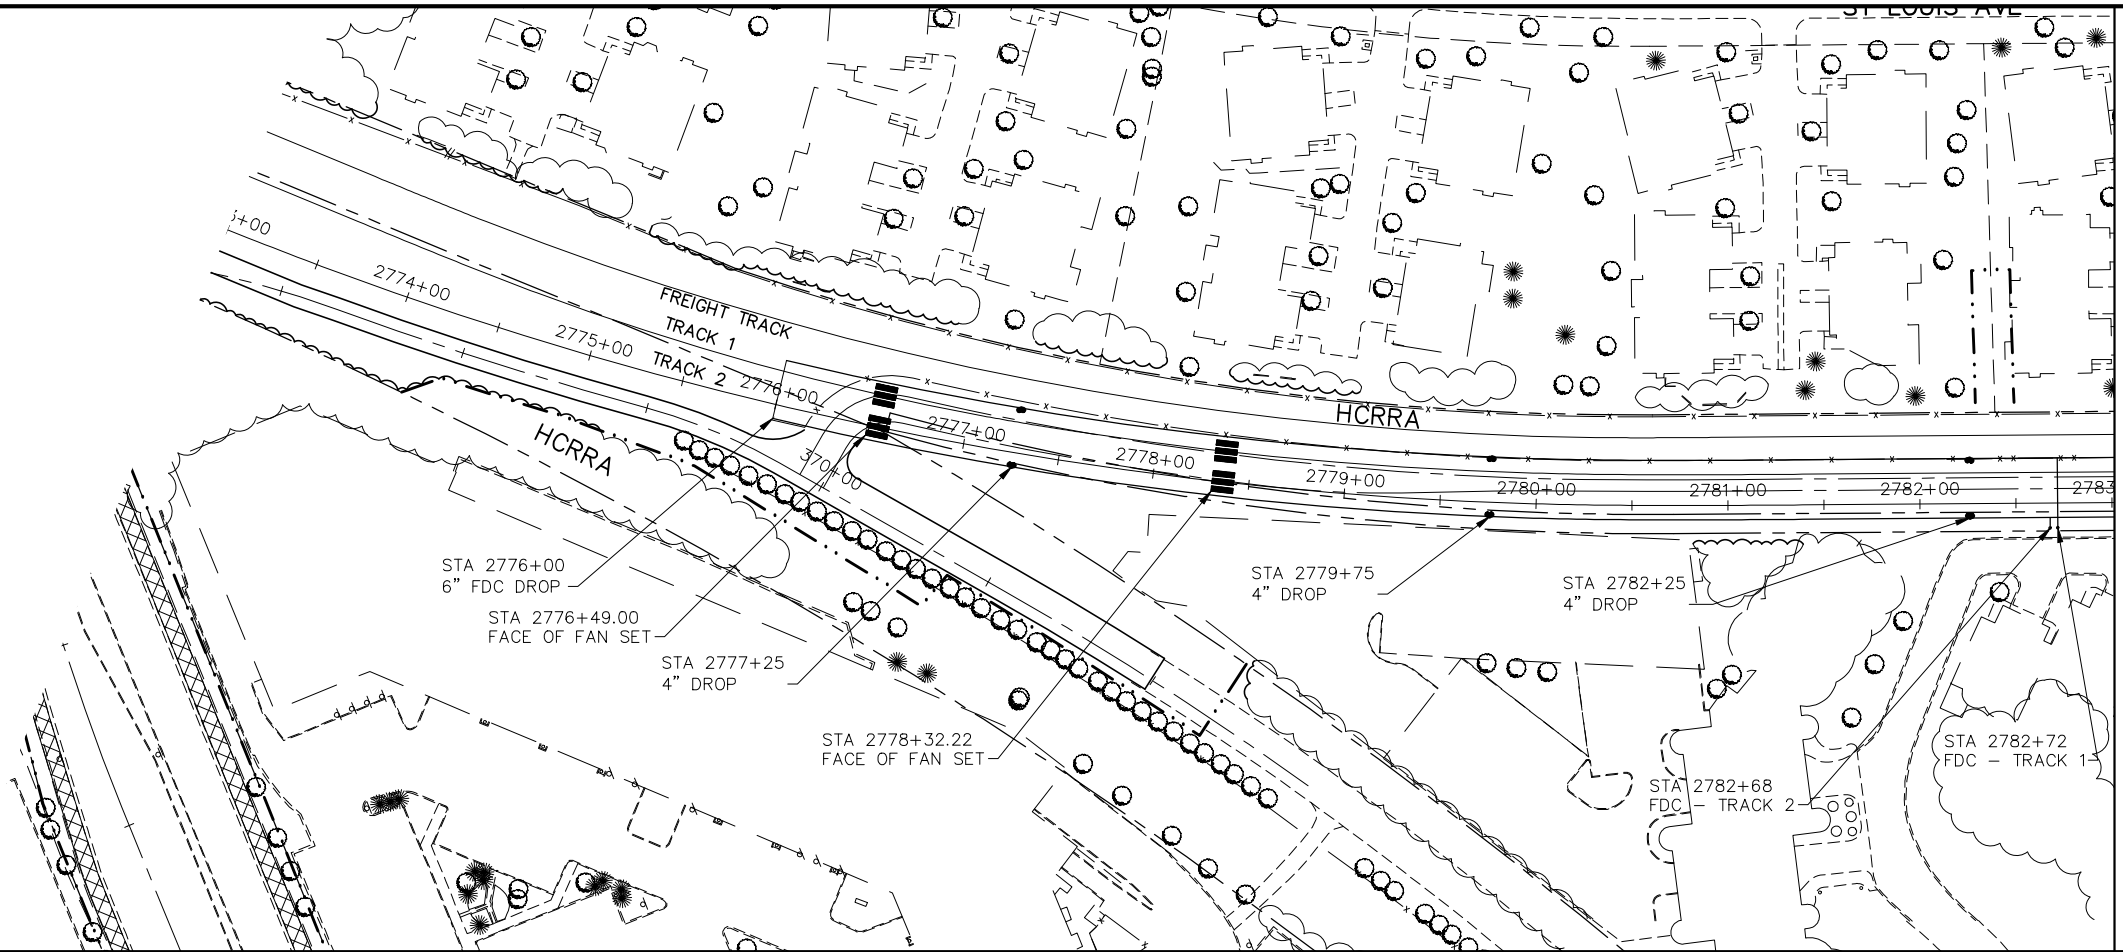 ST LOUIS AVE
+00
2774+00
FREIGHT TRACK
TRACK 1
2775+00
TRACK 2
2776+00
HCRRA
2777+00
HCRRA
370+00
2778+00
2779+00
2780+00
2781+00
2782+00
2783
STA 2776+00
6” FDC DROP
STA 2776+49.00
FACE OF FAN SET
STA 2777+25
4” DROP
STA 2778+32.22
FACE OF FAN SET
STA 2779+75
4” DROP
STA 2782+25
4” DROP
STA 2782+72
FDC – TRACK 1
STA 2782+68
FDC – TRACK 2